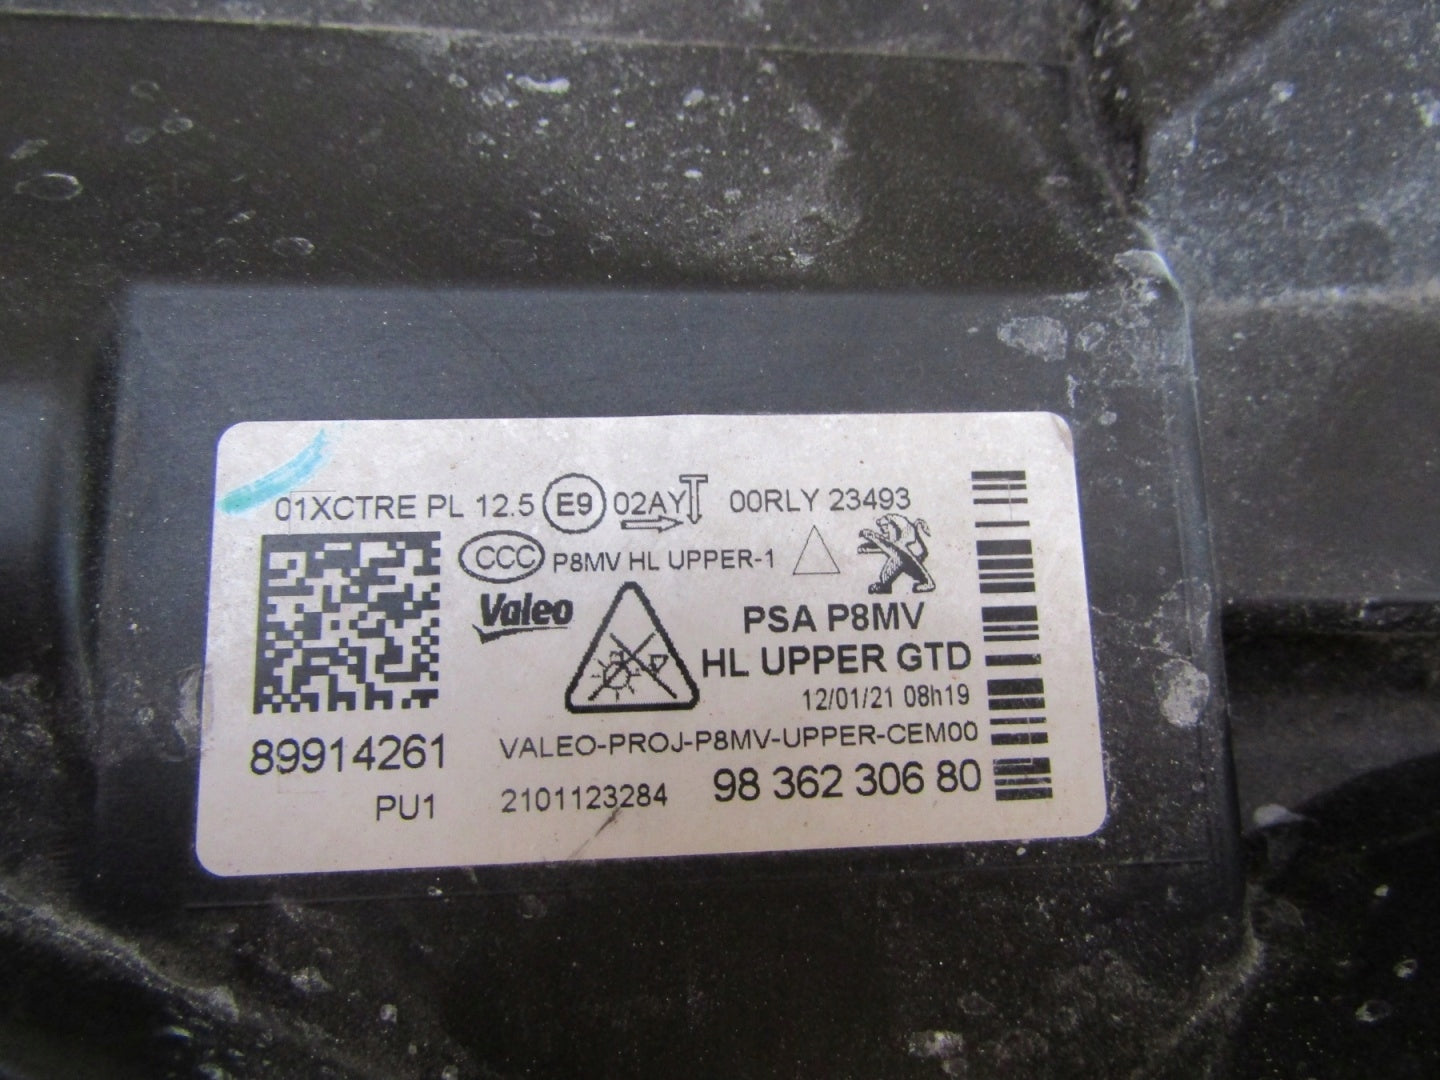 01XCTRE PL 12.5 E9 02AY 00RLY 23493
CCC P8MV HL UPPER-1
Valeo
PSA P8MV
HL UPPER GTD
12/01/21 08h19
89914261 VALEO-PROJ-P8MV-UPPER-CEM00
PU1 2101123284 98 362 306 80